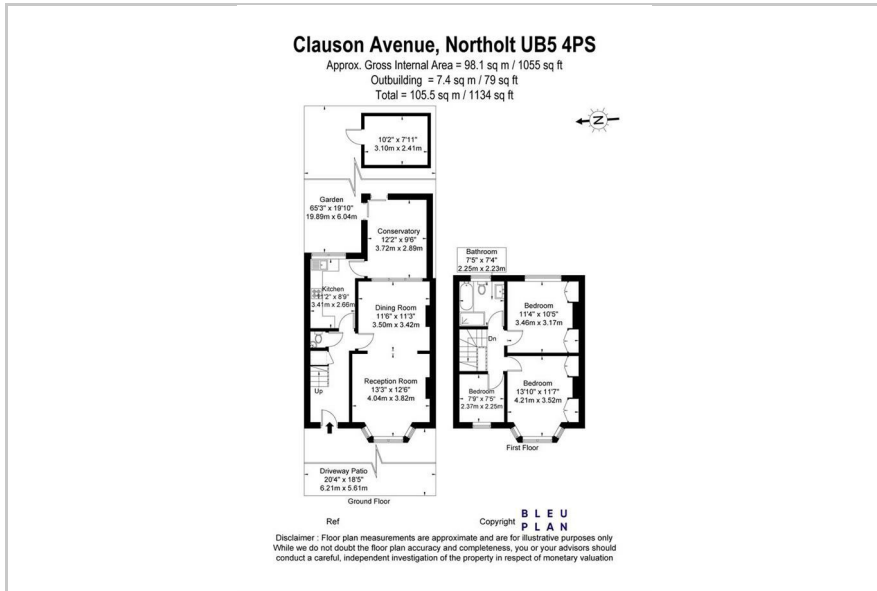 Clauson Avenue, Northolt UB5 4PS
Approx. Gross Internal Area = 98.1 sq m / 1055 sq ft
Outbuilding = 7.4 sq m / 79 sq ft
Total = 105.5 sq m / 1134 sq ft
N
10'2" x 7'11"
3.10m x 2.41m
Garden
65'3" x 19'10"
19.89m x 6.04m
Conservatory
12'2" x 9'6"
3.72m x 2.89m
Kitchen
11'2" x 8'9"
3.41m x 2.66m
Dining Room
11'6" x 11'3"
3.50m x 3.42m
Up
Reception Room
13'3" x 12'6"
4.04m x 3.82m
Driveway Patio
20'4" x 18'5"
6.21m x 5.61m
Ground Floor
Bathroom
7'5" x 7'4"
2.25m x 2.23m
Bedroom
11'4" x 10'5"
3.46m x 3.17m
Dn
Bedroom
7'9" x 7'5"
2.37m x 2.25m
Bedroom
13'10" x 11'7"
4.21m x 3.52m
First Floor
Ref
Copyright
BLEU
PLAN
Disclaimer : Floor plan measurements are approximate and are for illustrative purposes only
While we do not doubt the floor plan accuracy and completeness, you or your advisors should
conduct a careful, independent investigation of the property in respect of monetary valuation